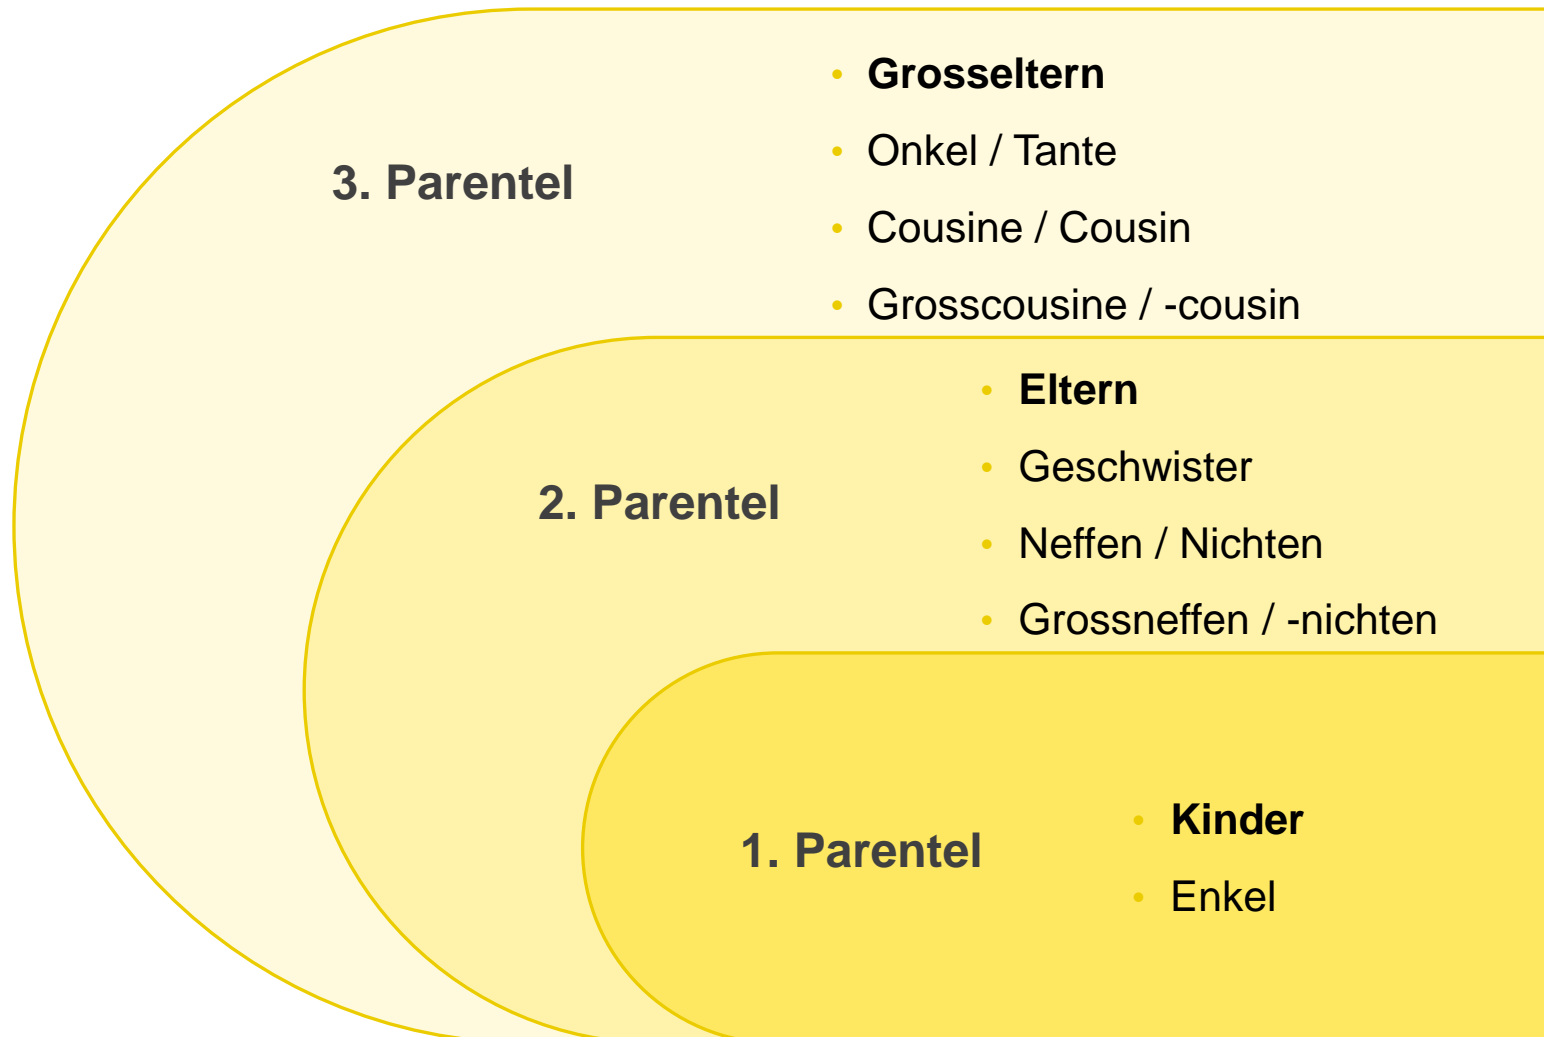 3. Parentel
• Grosseltern
• Onkel / Tante
• Cousine / Cousin
• Grosscousine / -cousin
2. Parentel
• Eltern
• Geschwister
• Neffen / Nichten
• Grossneffen / -nichten
1. Parentel
• Kinder
• Enkel